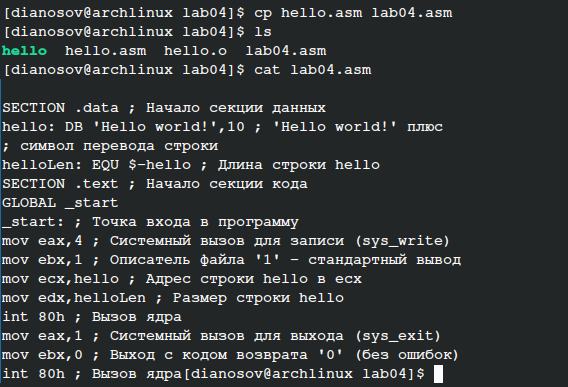 [dianosov@archlinux lab04]$ cp hello.asm lab04.asm
[dianosov@archlinux lab04]$ ls
hello  hello.asm  hello.o  lab04.asm
[dianosov@archlinux lab04]$ cat lab04.asm
SECTION .data ; Начало секции данных
hello: DB 'Hello world!',10 ; 'Hello world!' плюс
; символ перевода строки
helloLen: EQU $-hello ; Длина строки hello
SECTION .text ; Начало секции кода
GLOBAL _start
_start: ; Точка входа в программу
mov eax,4 ; Системный вызов для записи (sys_write)
mov ebx,1 ; Описатель файла '1' - стандартный вывод
mov ecx,hello ; Адрес строки hello в ecx
mov edx,helloLen ; Размер строки hello
int 80h ; Вызов ядра
mov eax,1 ; Системный вызов для выхода (sys_exit)
mov ebx,0 ; Выход с кодом возврата '0' (без ошибок)
int 80h ; Вызов ядра[dianosov@archlinux lab04]$